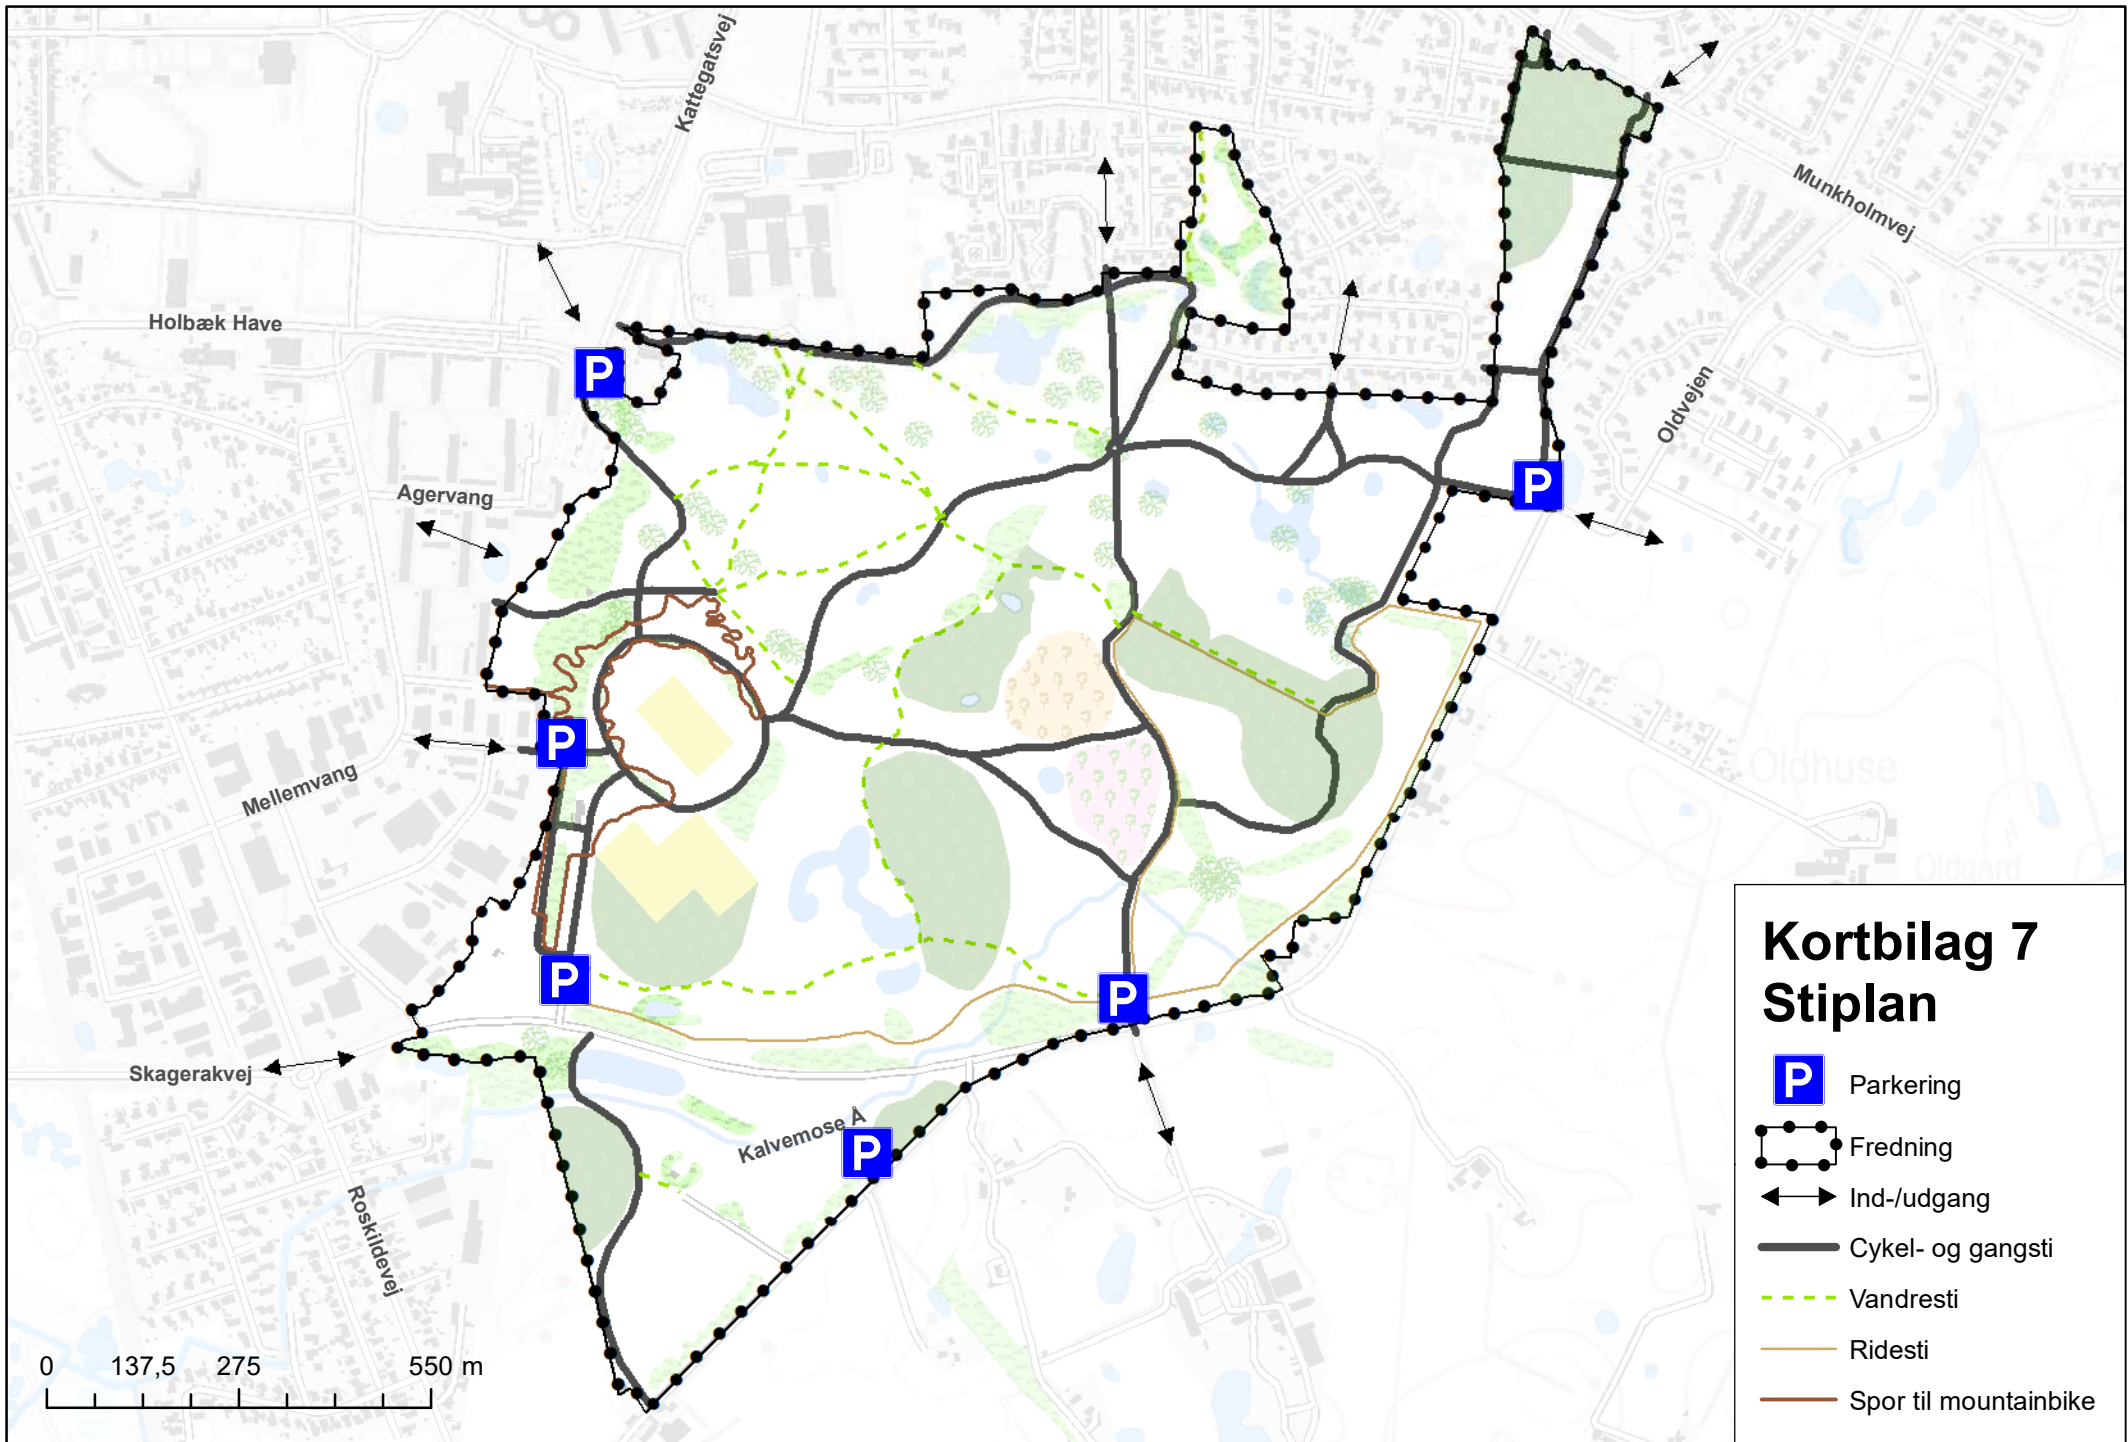 Kattegatsvej
Munkholmvej
Holbæk Have
Oldvejen
Agervang
P
P
P
P
P
P
Mellemvang
Oldhuse
Oldgård
Skagerakvej
Kalvemose Å
Roskildevej
0 137,5 275 550 m
Kortbilag 7
Stiplan
P Parkering
Fredning
Ind-/udgang
Cykel- og gangsti
Vandresti
Ridesti
Spor til mountainbike